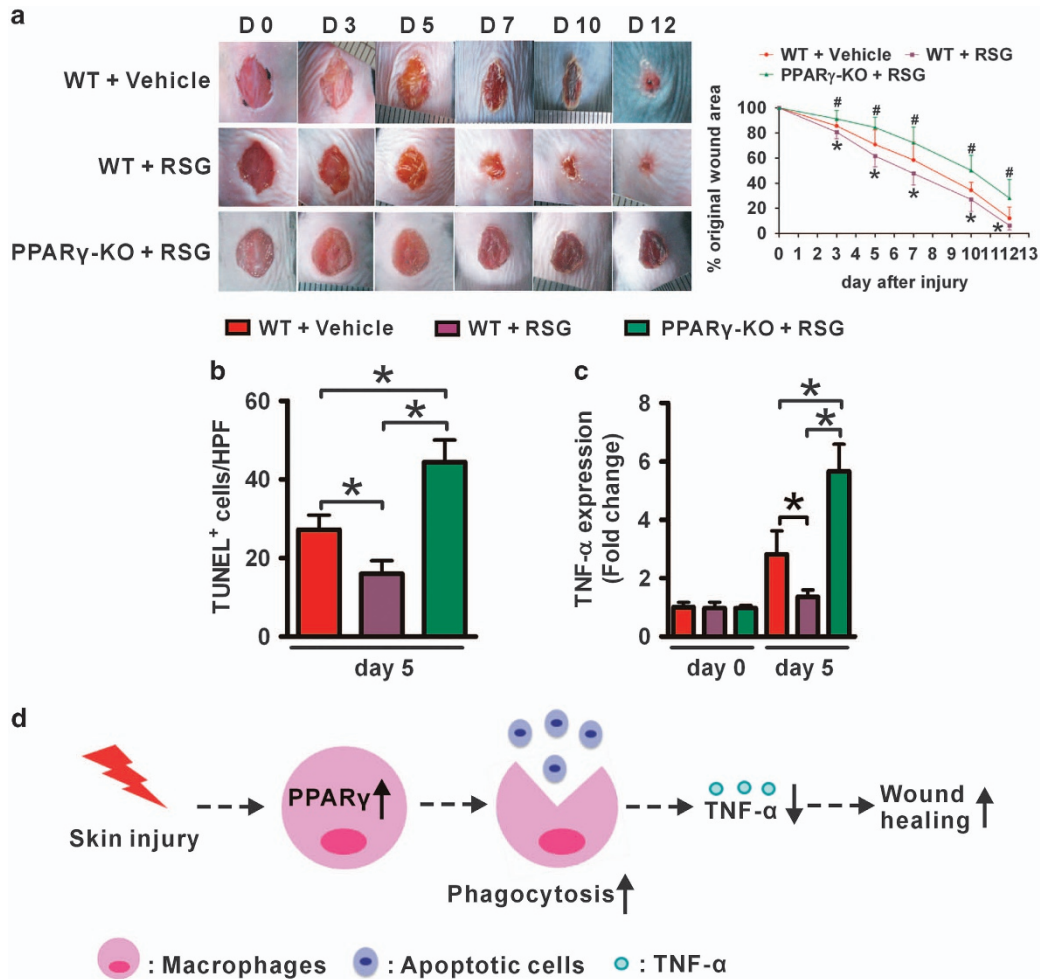 a
D 0 D 3 D 5 D 7 D 10 D 12
WT + Vehicle
WT + RSG
PPARγ-KO + RSG
WT + Vehicle WT + RSG
PPARγ-KO + RSG
% original wound area
100
80
60
40
20
0
# # # # #
* * * * *
0 1 2 3 4 5 6 7 8 9 10 11 12 13
day after injury
WT + Vehicle WT + RSG PPARγ-KO + RSG
b
TUNEL+ cells/HPF
60
40
20
0
* * *
day 5
c
TNF-α expression
(Fold change)
8
6
4
2
0
* * *
day 0 day 5
d
Skin injury
PPARγ
Phagocytosis
TNF-α
Wound
healing
: Macrophages : Apoptotic cells : TNF-α